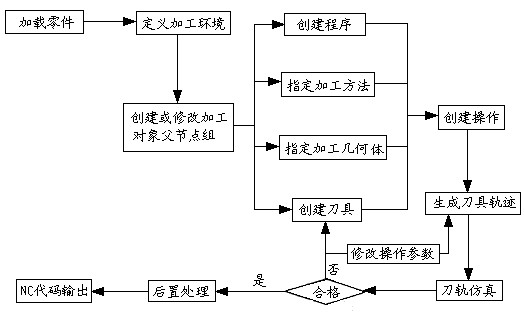 加载零件
定义加工环境
创建或修改加工
对象父节点组
创建程序
指定加工方法
指定加工几何体
创建刀具
创建操作
生成刀具轨迹
修改操作参数
刀轨仿真
合格
否
是
后置处理
NC代码输出